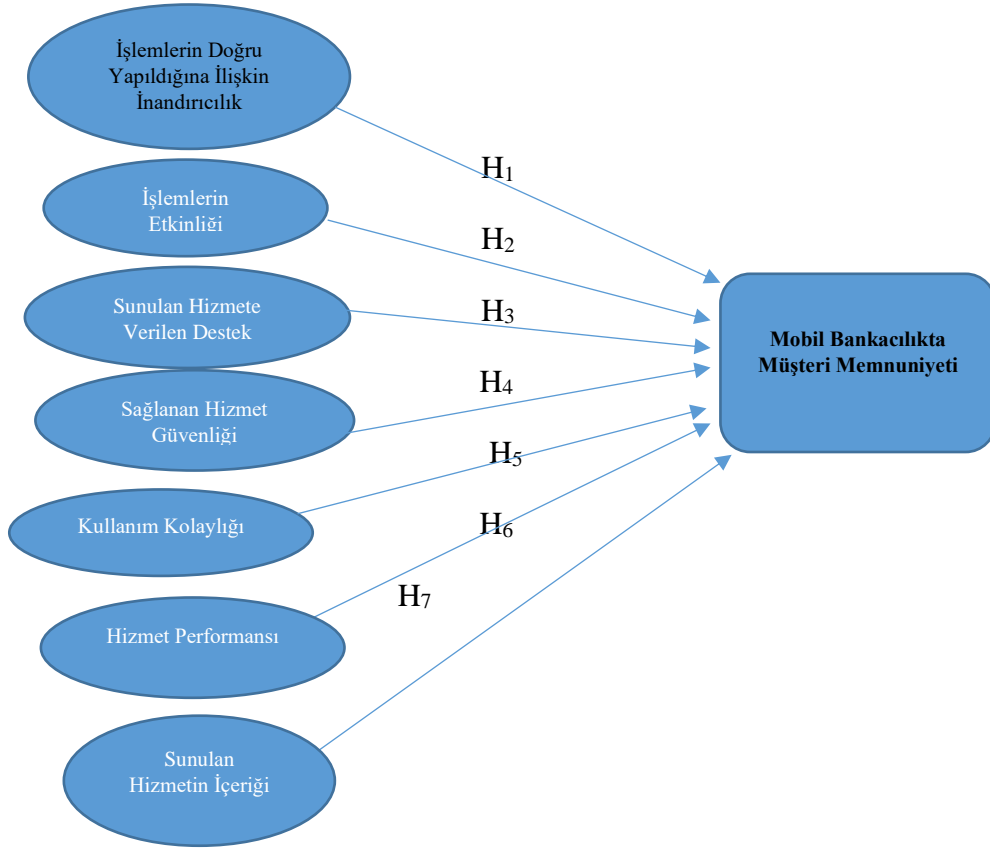 İşlemlerin Doğru
Yapıldığına İlişkin
İnandırıcılık
H1
İşlemlerin
Etkinliği
H2
Sunulan Hizmete
Verilen Destek
H3
Mobil Bankacılıkta
Müşteri Memnuniyeti
Sağlanan Hizmet
Güvenliği
H4
Kullanım Kolaylığı
H5
Hizmet Performansı
H6
Sunulan
Hizmetin İçeriği
H7